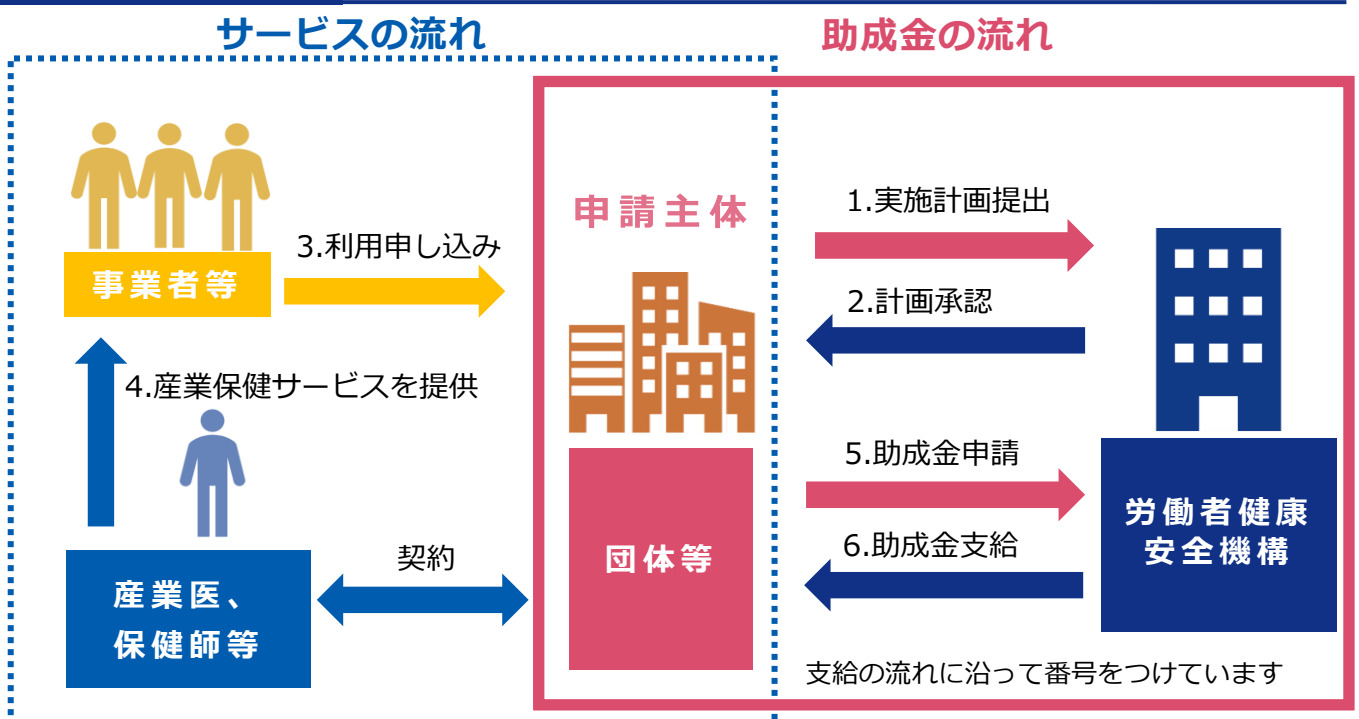 サービスの流れ
助成金の流れ
申請主体
1.実施計画提出
3.利用申し込み
事業者等
2.計画承認
4.産業保健サービスを提供
5.助成金申請
労働者健康
安全機構
6.助成金支給
契約
団体等
産業医、
保健師等
支給の流れに沿って番号をつけています